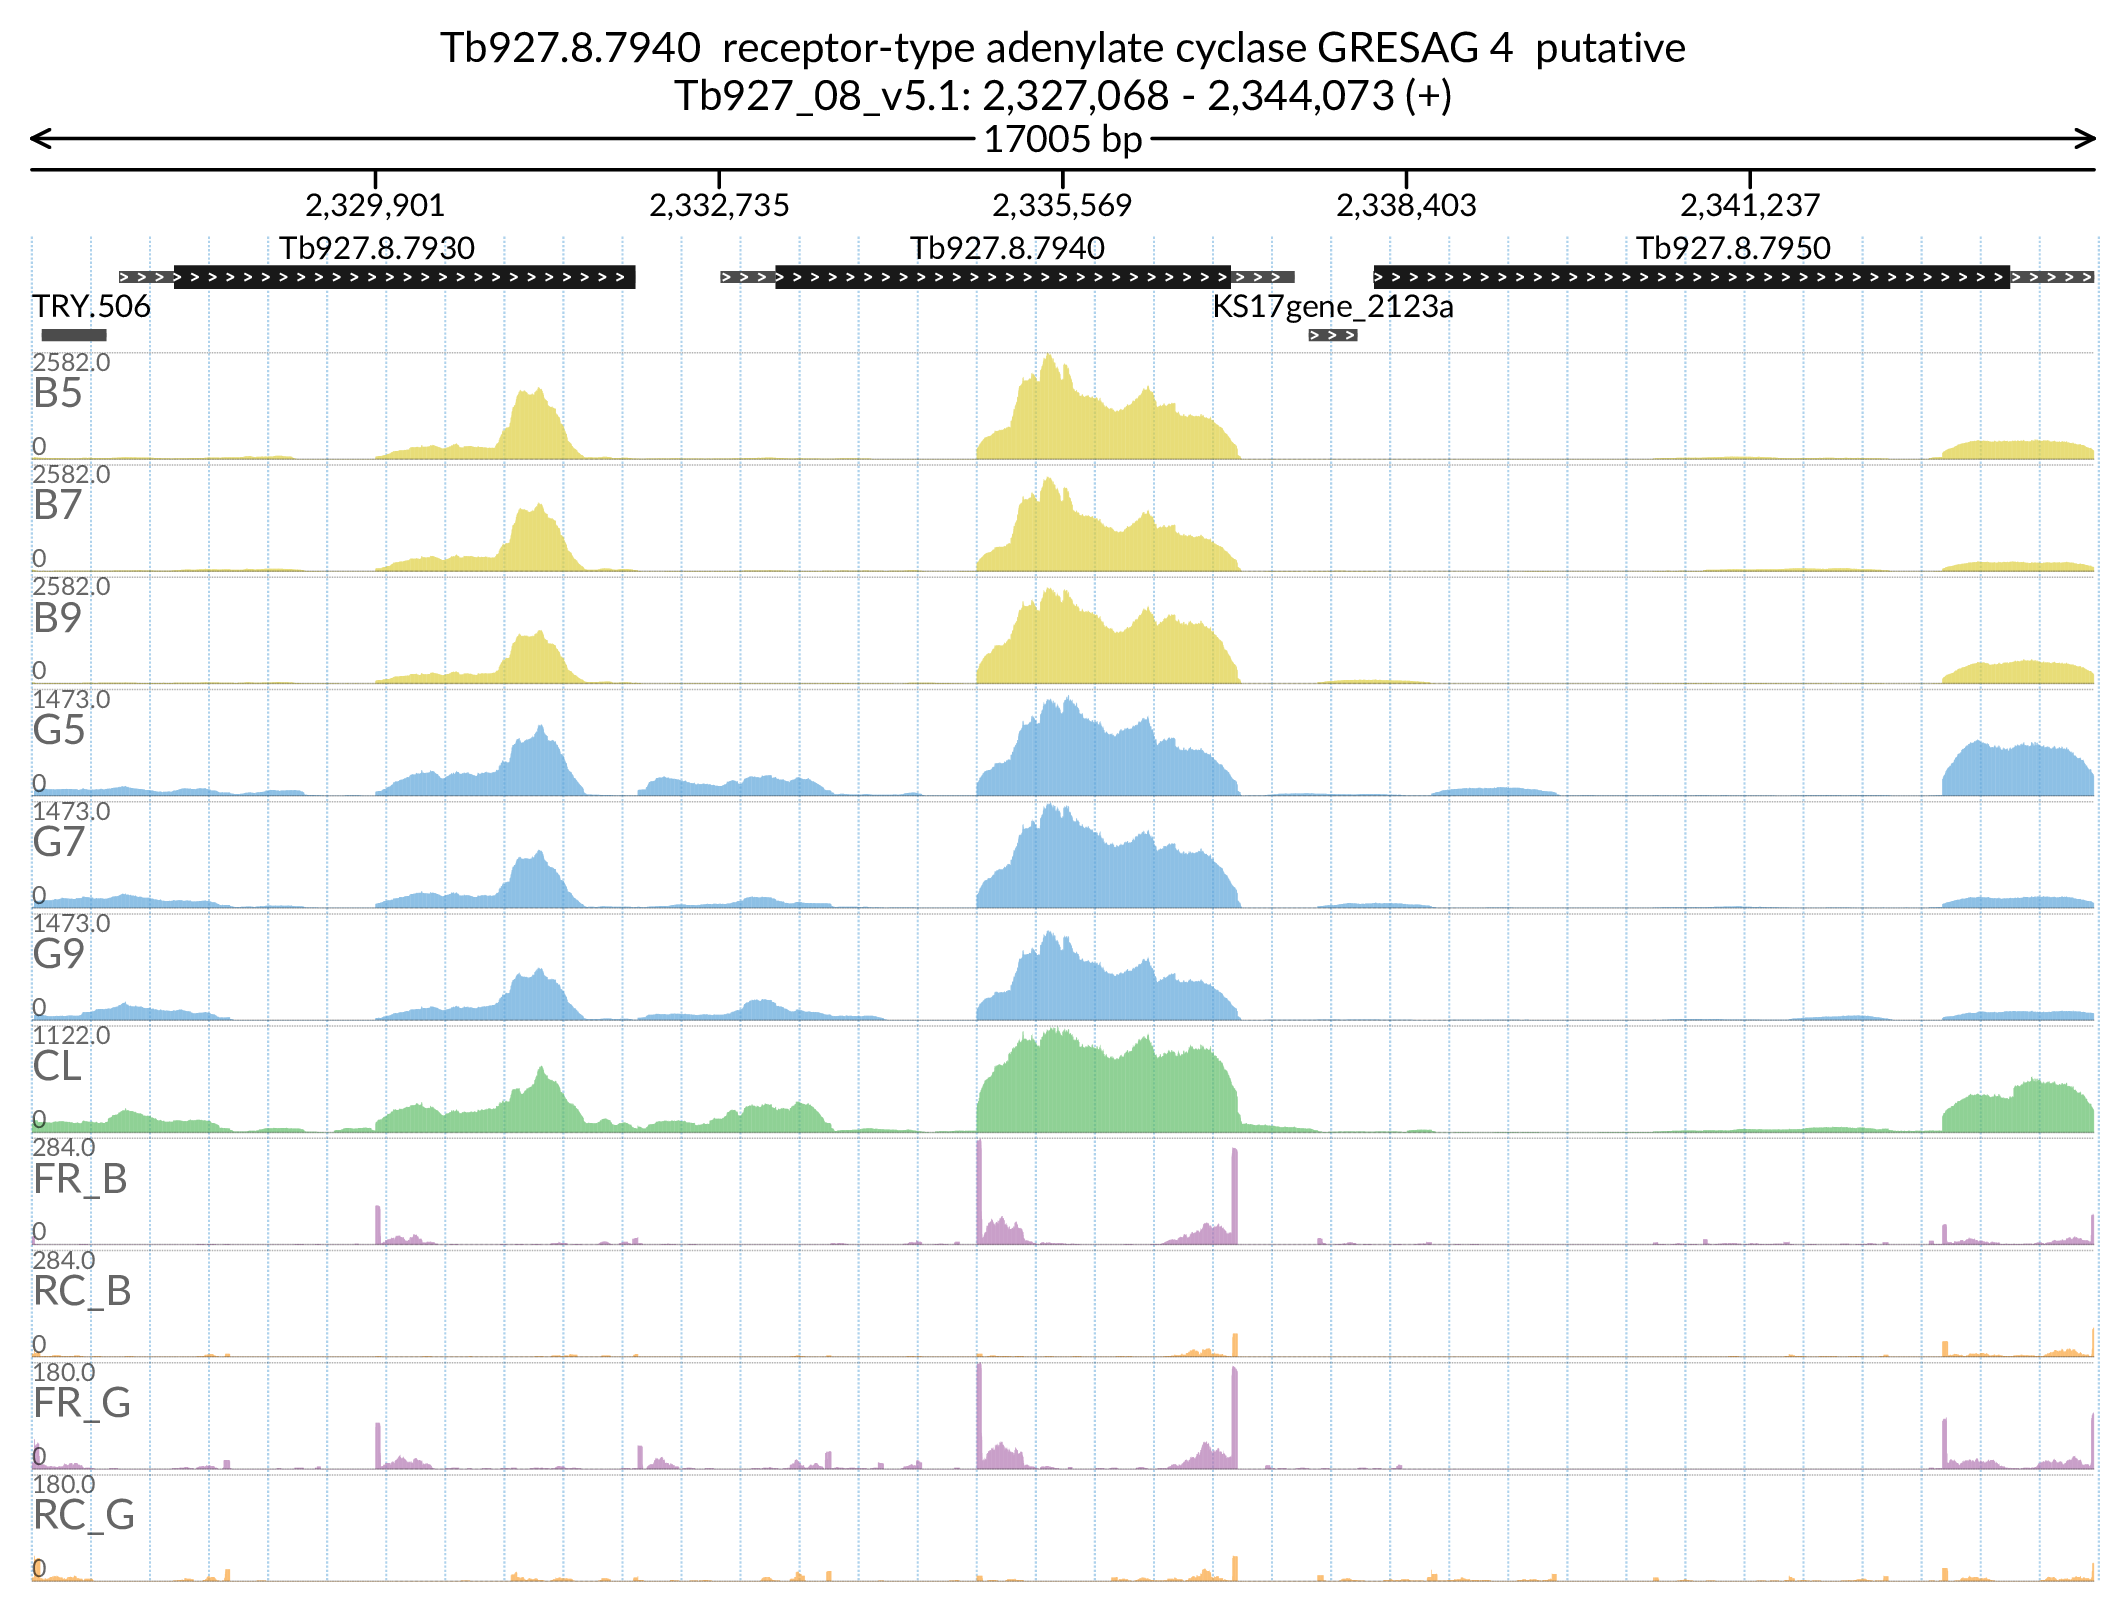 Tb927.8.7940  receptor-type adenylate cyclase GRESAG 4  putative
Tb927_08_v5.1: 2,327,068 - 2,344,073 (+)
17005 bp
2,329,901 2,332,735 2,335,569 2,338,403 2,341,237
Tb927.8.7930 Tb927.8.7940 Tb927.8.7950
TRY.506 KS17gene_2123a
2582.0
B5
0
2582.0
B7
0
2582.0
B9
0
1473.0
G5
0
1473.0
G7
0
1473.0
G9
0
1122.0
CL
0
284.0
FR_B
0
284.0
RC_B
0
180.0
FR_G
0
180.0
RC_G
0